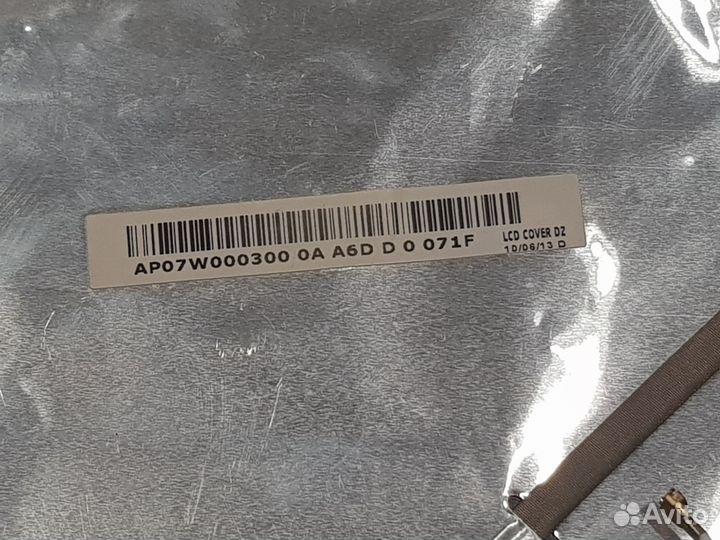 AP07W000300 0A A6D D 0 071F
LCD COVER DZ
10/06/13 D
Avito